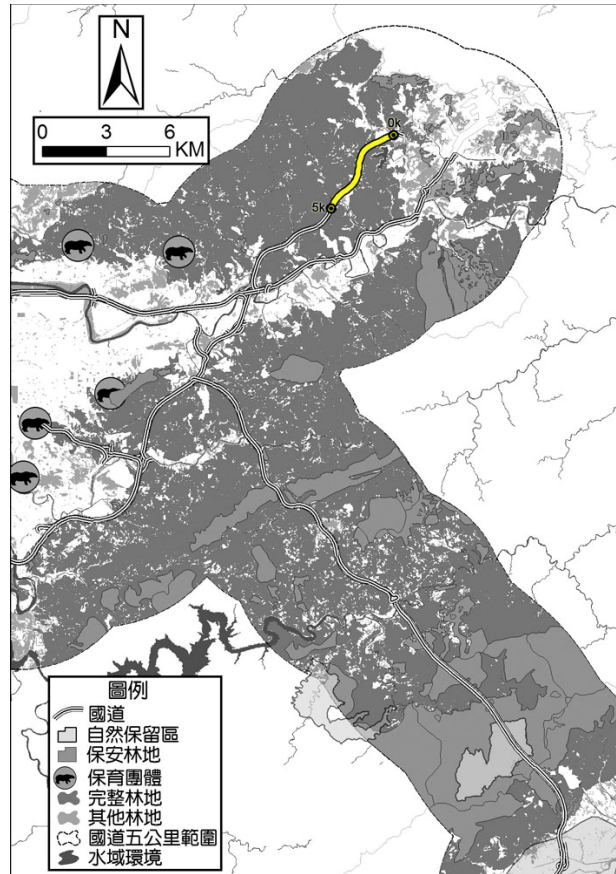 N
0 3 6
KM
0k
5k
圖例
國道
自然保留區
保安林地
保育團體
完整林地
其他林地
國道五公里範圍
水域環境